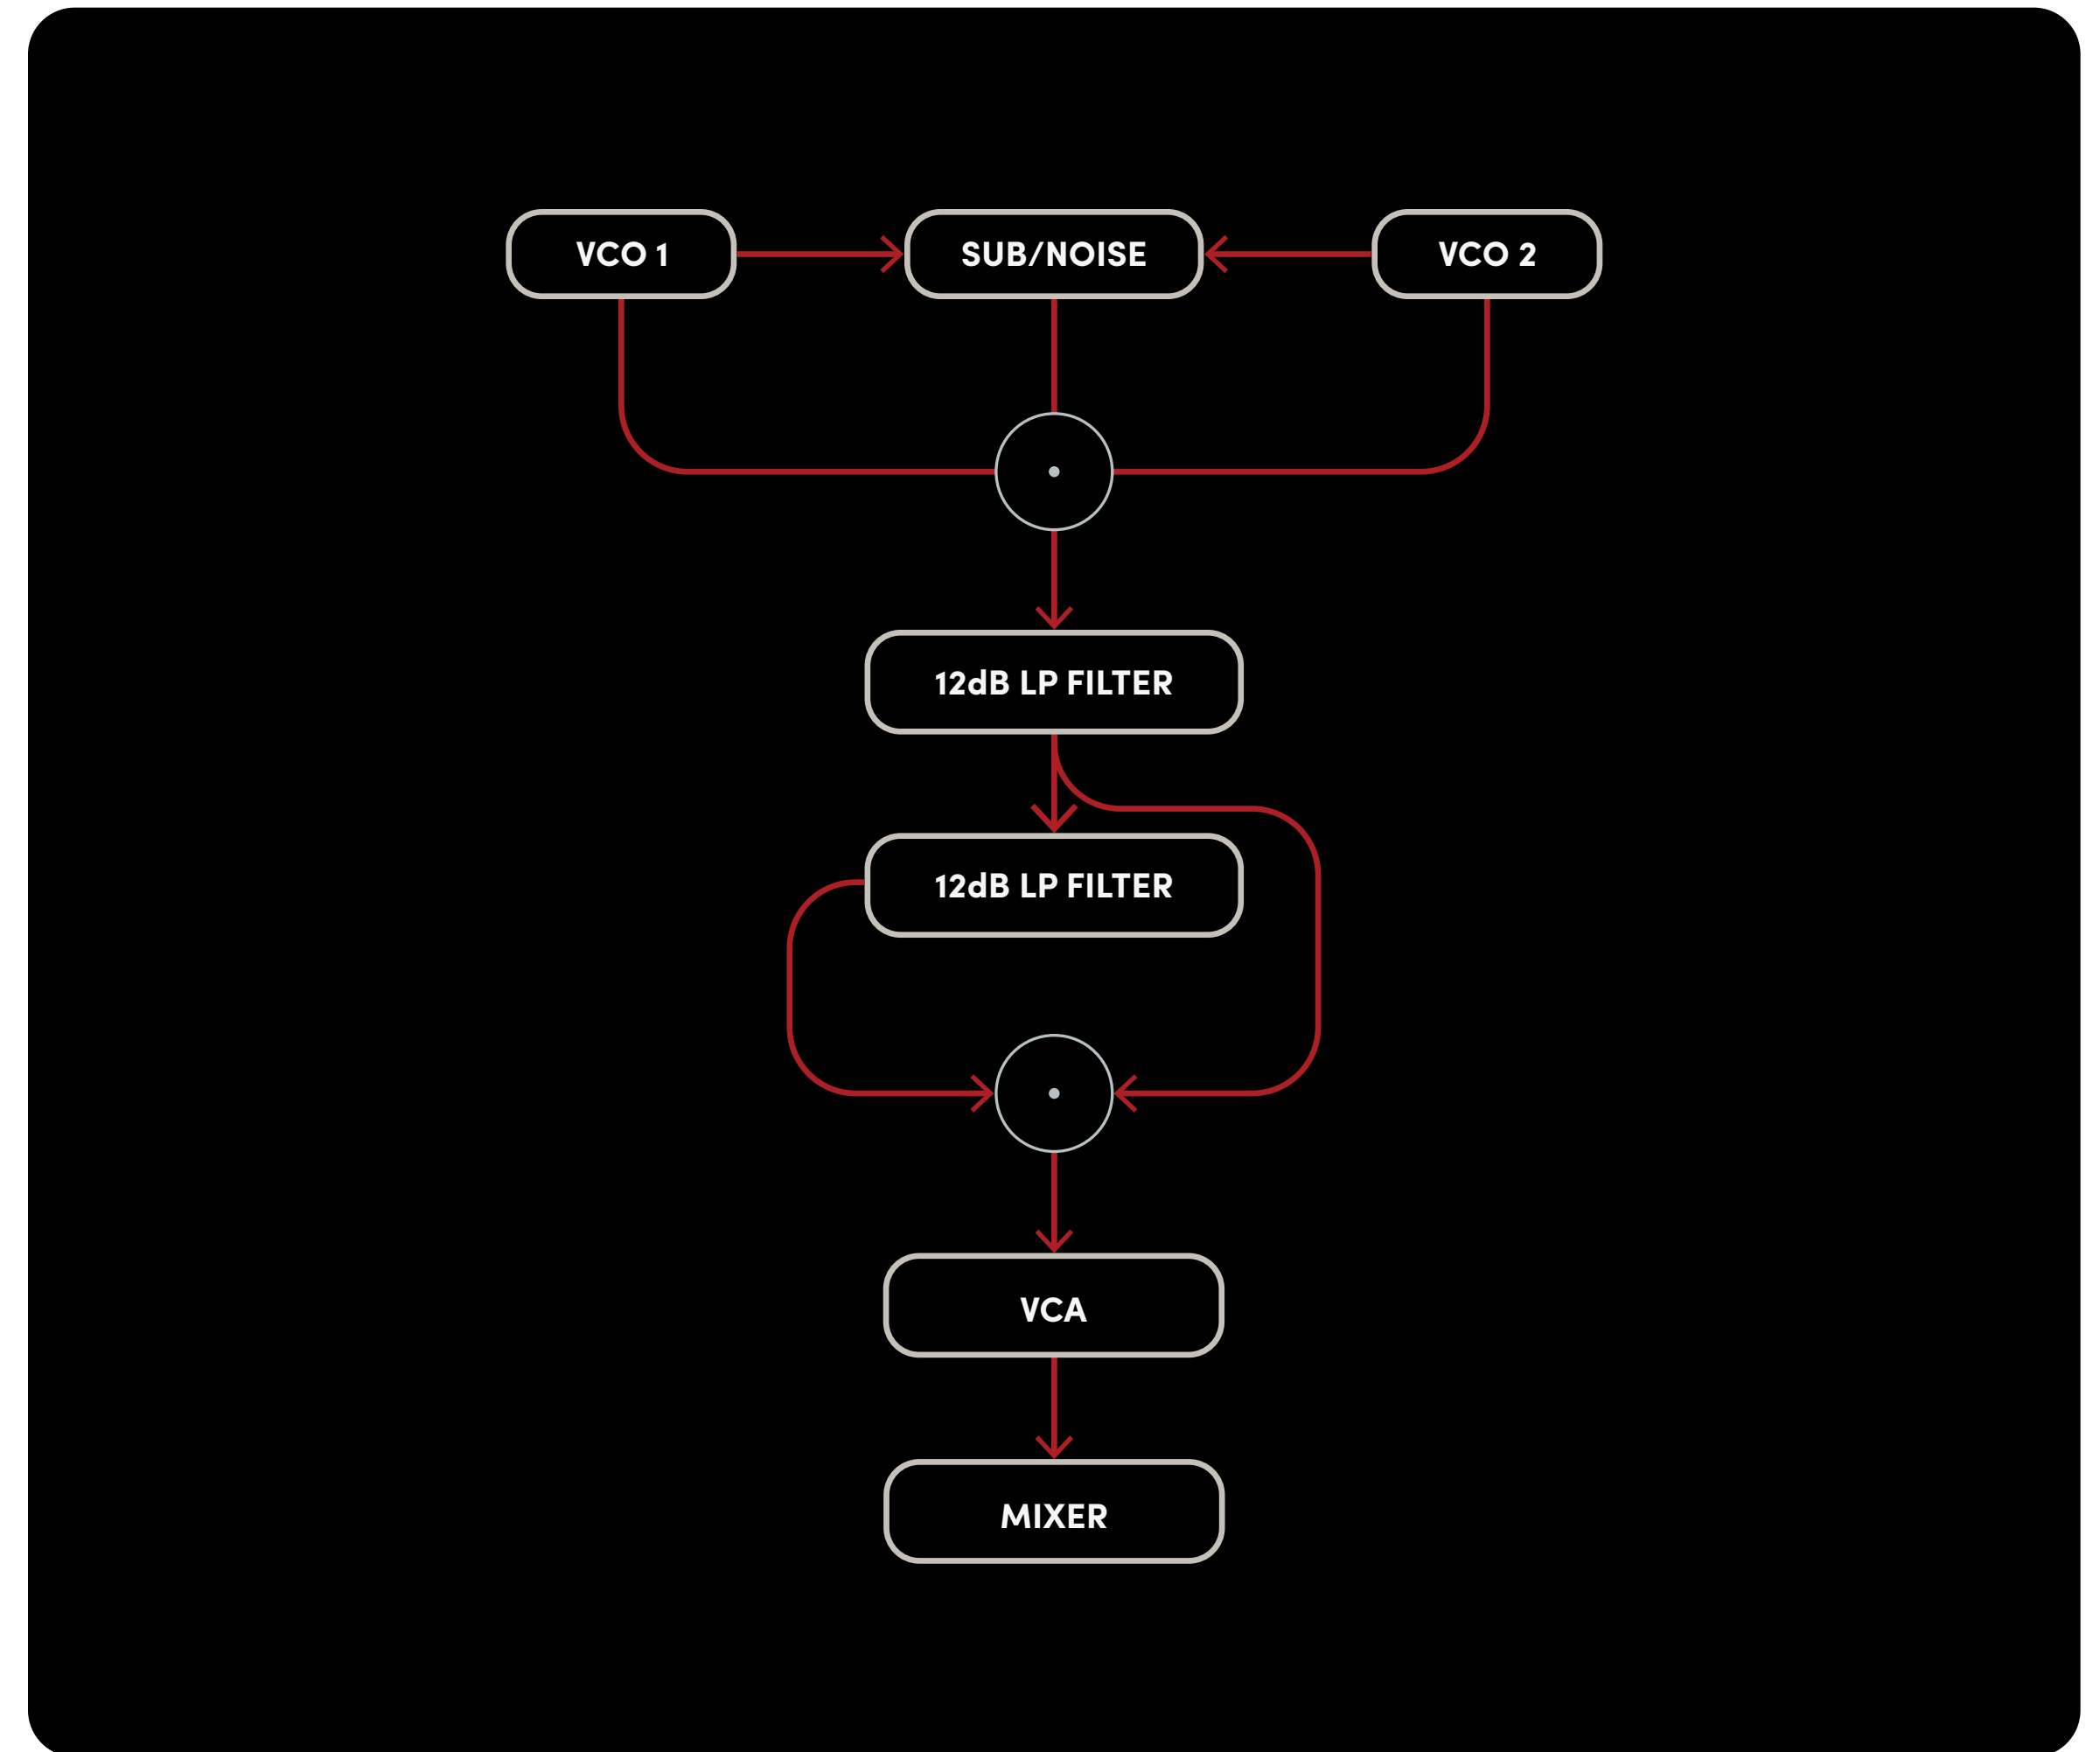 VCO 1
SUB/NOISE
VCO 2
12dB LP FILTER
12dB LP FILTER
VCA
MIXER